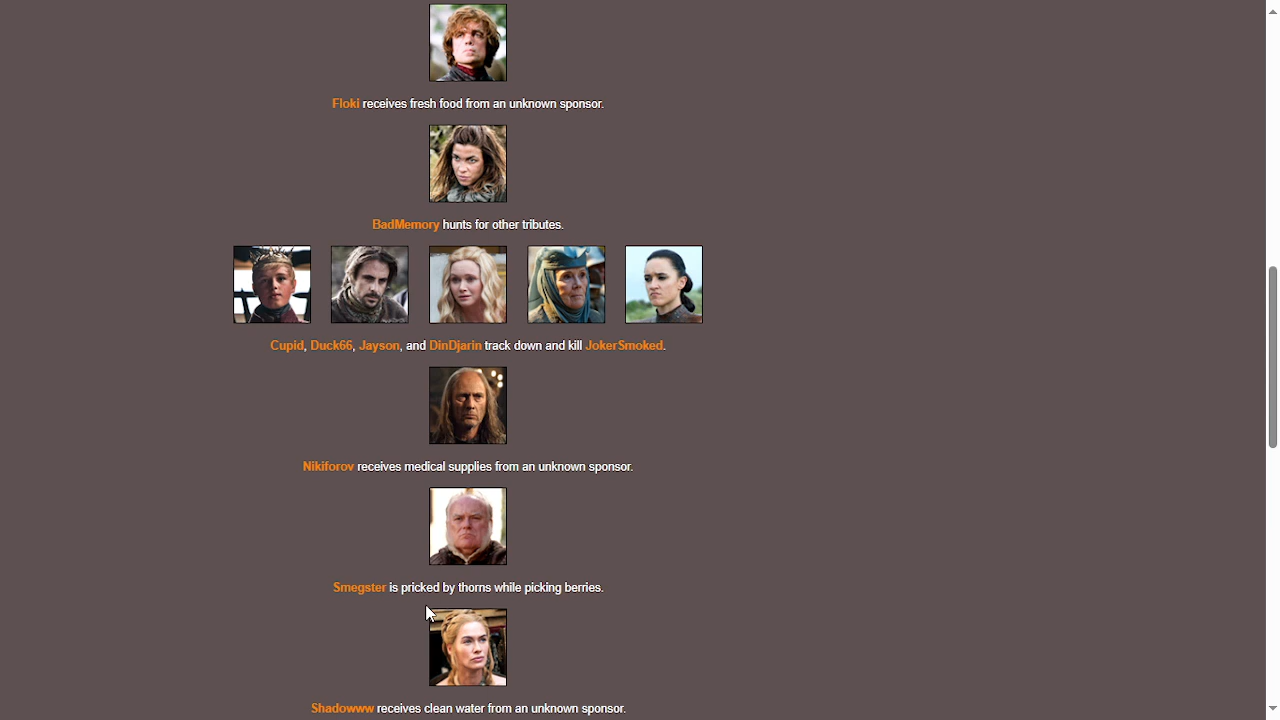 Floki receives fresh food from an unknown sponsor.
BadMemory hunts for other tributes.
Cupid, Duck66, Jayson, and DinDjarin track down and kill JokerSmoked.
Nikiforov receives medical supplies from an unknown sponsor.
Smegster is pricked by thorns while picking berries.
Shadowww receives clean water from an unknown sponsor.